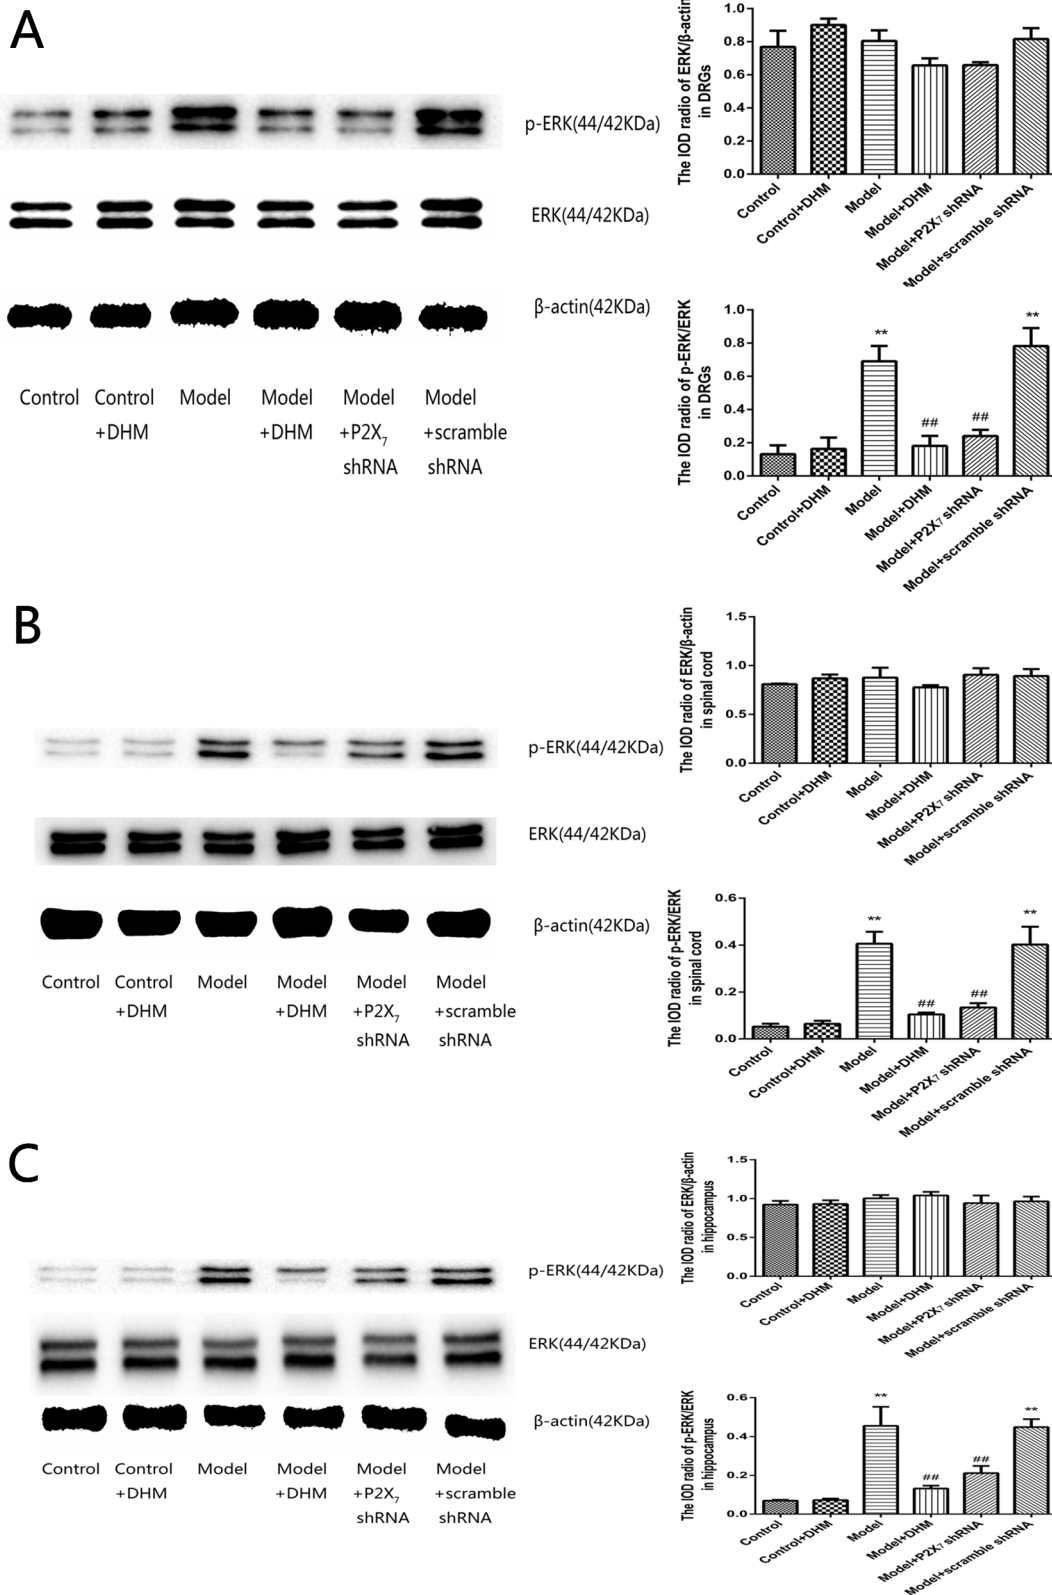 A
p-ERK(44/42KDa)
ERK(44/42KDa)
β-actin(42KDa)
Control Control Model Model Model Model
+DHM +DHM +P2X7 +scramble
shRNA shRNA
The IOD radio of ERK/β-actin
in DRGs
1.0
0.8
0.6
0.4
0.2
0.0
Control
Control+DHM
Model
Model+DHM
Model+P2X7 shRNA
Model+scramble shRNA
The IOD radio of p-ERK/ERK
in DRGs
1.0
0.8
0.6
0.4
0.2
0.0
**
##
##
**
Control
Control+DHM
Model
Model+DHM
Model+P2X7 shRNA
Model+scramble shRNA
B
p-ERK(44/42KDa)
ERK(44/42KDa)
β-actin(42KDa)
Control Control Model Model Model Model
+DHM +DHM +P2X7 +scramble
shRNA shRNA
The IOD radio of ERK/β-actin
in spinal cord
1.5
1.0
0.5
0.0
Control
Control+DHM
Model
Model+DHM
Model+P2X7 shRNA
Model+scramble shRNA
The IOD radio of p-ERK/ERK
in spinal cord
0.6
0.4
0.2
0.0
**
##
##
**
Control
Control+DHM
Model
Model+DHM
Model+P2X7 shRNA
Model+scramble shRNA
C
p-ERK(44/42KDa)
ERK(44/42KDa)
β-actin(42KDa)
Control Control Model Model Model Model
+DHM +DHM +P2X7 +scramble
shRNA shRNA
The IOD radio of ERK/β-actin
in hippocampus
1.5
1.0
0.5
0.0
Control
Control+DHM
Model
Model+DHM
Model+P2X7 shRNA
Model+scramble shRNA
The IOD radio of p-ERK/ERK
in hippocampus
0.6
0.4
0.2
0.0
**
##
##
**
Control
Control+DHM
Model
Model+DHM
Model+P2X7 shRNA
Model+scramble shRNA